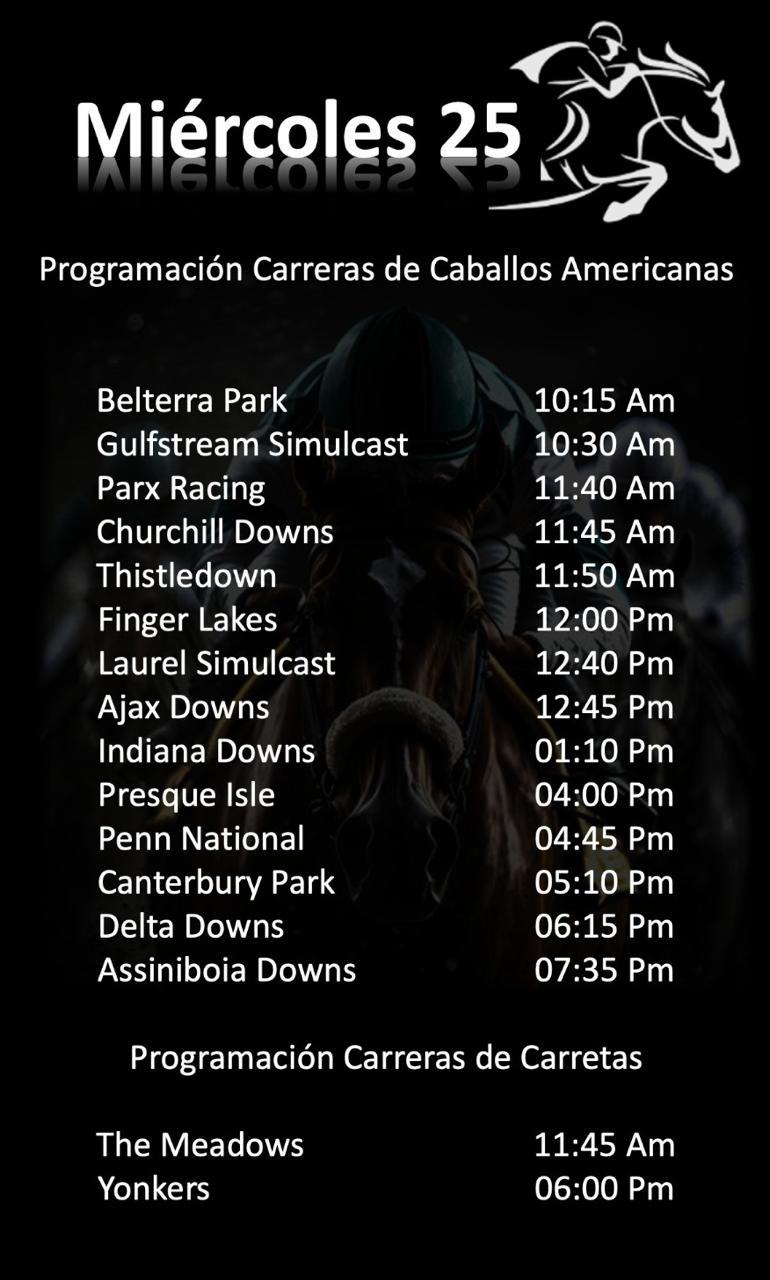 Miércoles 25
Programación Carreras de Caballos Americanas
Belterra Park 10:15 Am
Gulfstream Simulcast 10:30 Am
Parx Racing 11:40 Am
Churchill Downs 11:45 Am
Thistledown 11:50 Am
Finger Lakes 12:00 Pm
Laurel Simulcast 12:40 Pm
Ajax Downs 12:45 Pm
Indiana Downs 01:10 Pm
Presque Isle 04:00 Pm
Penn National 04:45 Pm
Canterbury Park 05:10 Pm
Delta Downs 06:15 Pm
Assiniboia Downs 07:35 Pm
Programación Carreras de Carretas
The Meadows 11:45 Am
Yonkers 06:00 Pm